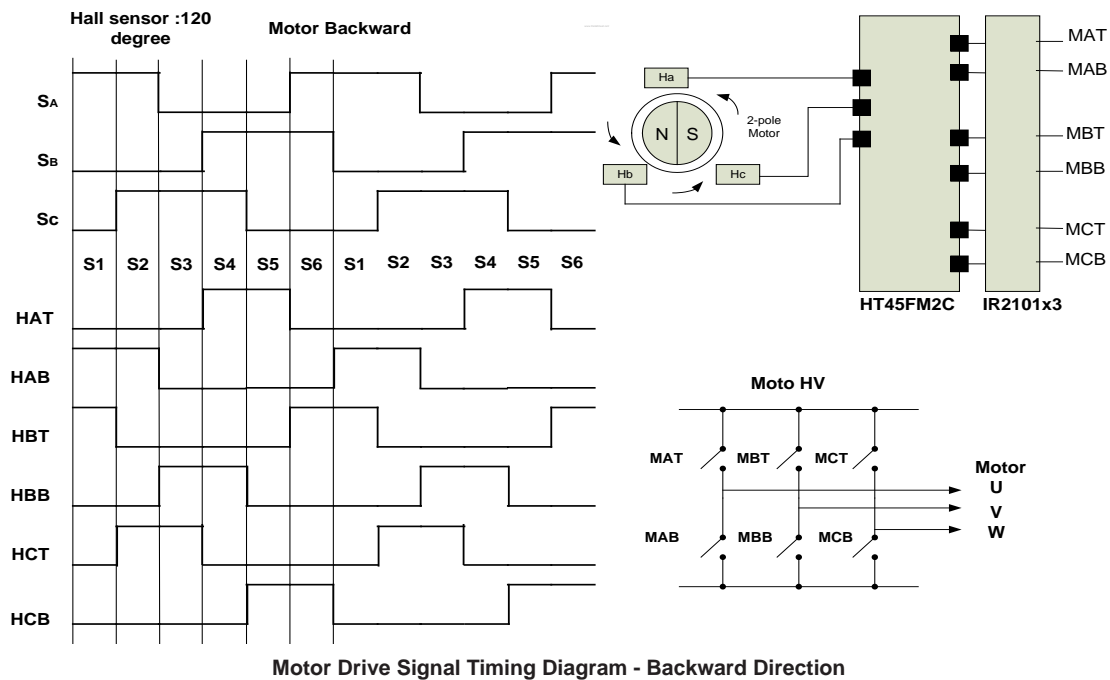 Hall sensor :120
degree
Motor Backward
SA
SB
SC
S1 S2 S3 S4 S5 S6 S1 S2 S3 S4 S5 S6
HAT
HAB
HBT
HBB
HCT
HCB
Ha
N S
2-pole
Motor
Hb
Hc
MAT
MAB
MBT
MBB
MCT
MCB
HT45FM2C
IR2101x3
Moto HV
MAT
MBT
MCT
Motor
U
V
W
MAB
MBB
MCB
Motor Drive Signal Timing Diagram - Backward Direction